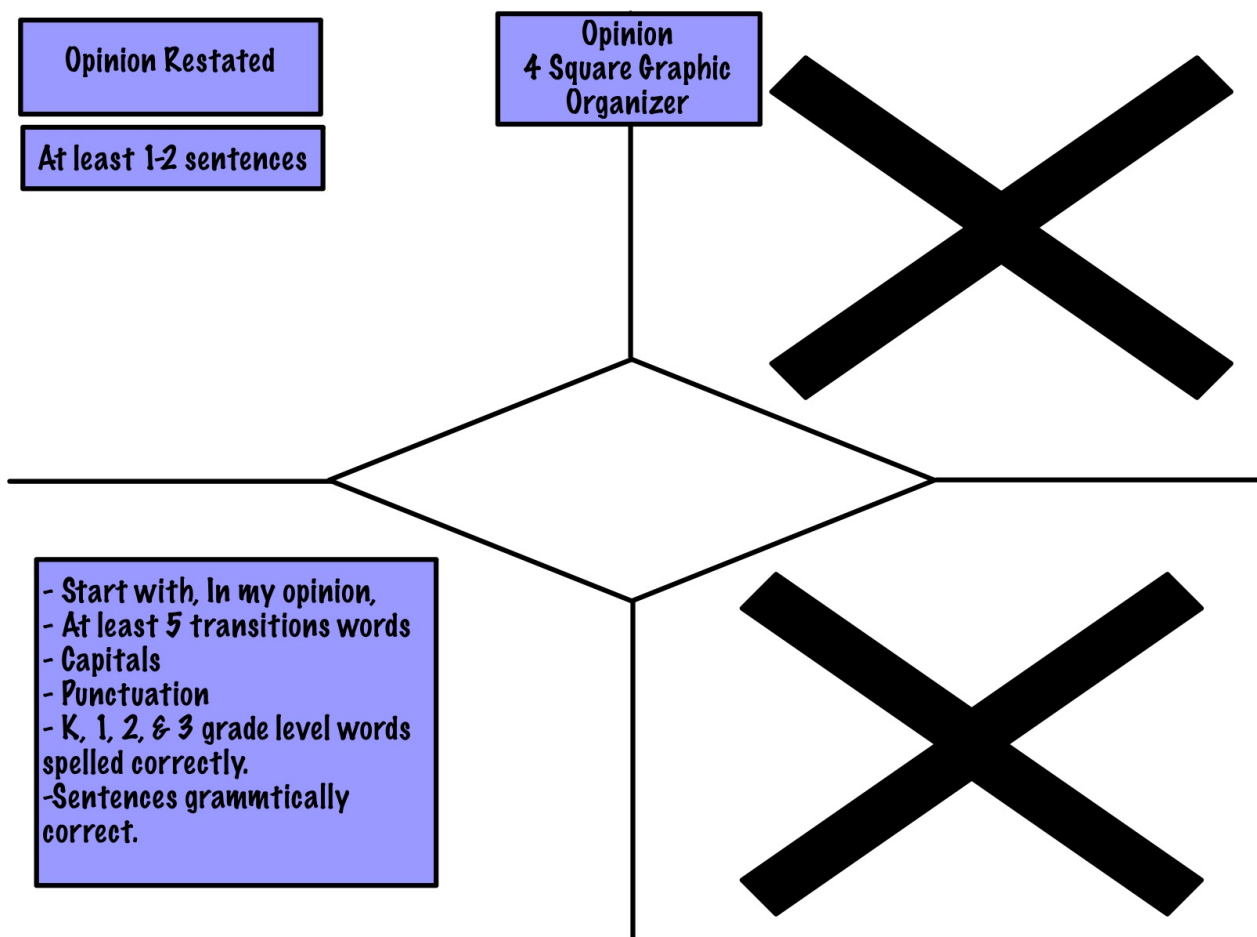 Opinion Restated
At least 1-2 sentences
Opinion
4 Square Graphic
Organizer
- Start with, In my opinion,
- At least 5 transitions words
- Capitals
- Punctuation
- K, 1, 2, & 3 grade level words
spelled correctly.
-Sentences grammtically
correct.